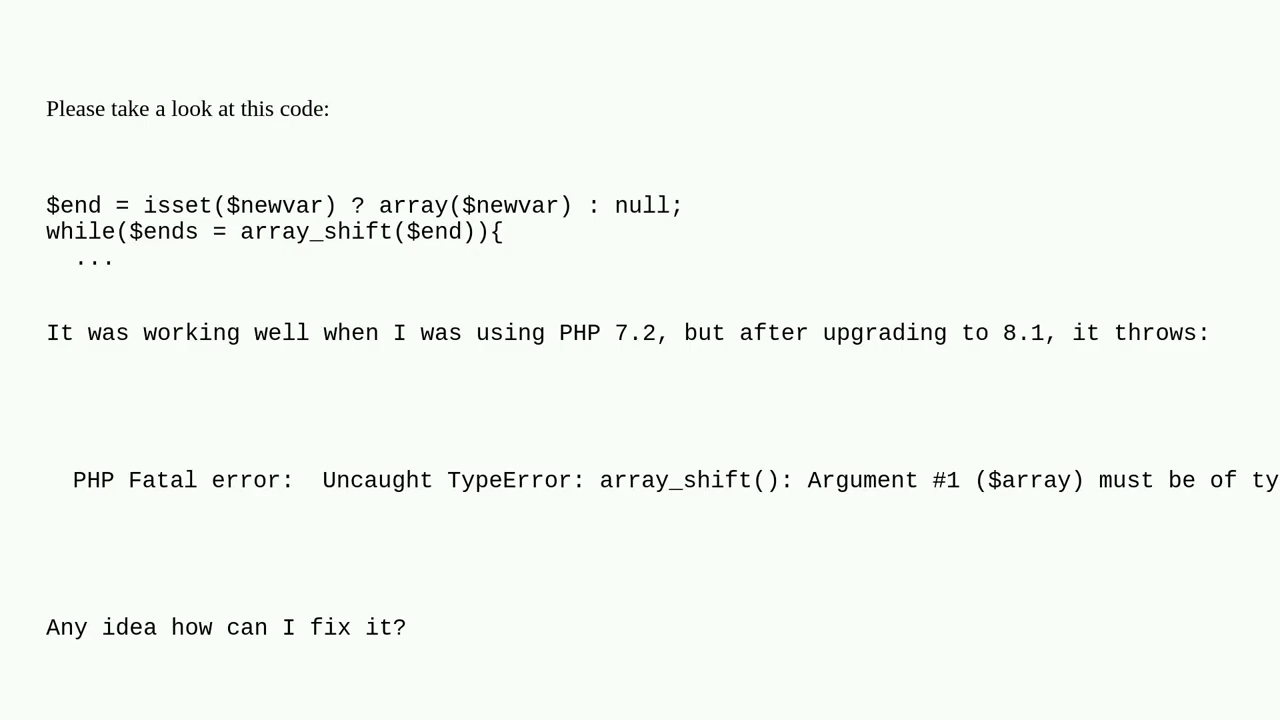 Please take a look at this code:
$end = isset($newvar) ? array($newvar) : null;
while($ends = array_shift($end)){
  ...
It was working well when I was using PHP 7.2, but after upgrading to 8.1, it throws:
PHP Fatal error:  Uncaught TypeError: array_shift(): Argument #1 ($array) must be of ty
Any idea how can I fix it?